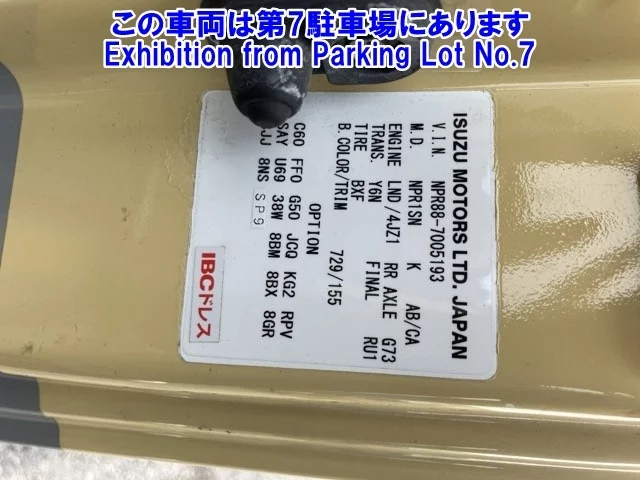 この車両は第7駐車場にあります
Exhibition from Parking Lot No.7
ISUZU MOTORS LTD. JAPAN
V.I.N. NPR88-7005193
M.D. NPR1SN K AB/CA
ENGINE LND/4JZ1 RR AXLE G73
TRANS. Y6N FINAL RU1
TIRE BXF
B.COLOR/TRIM 729/155
OPTION
C60 FF0 G50 JCQ KG2 RPV
SAY U69 38W 8BM 8BX 8GR
JJ 8NS SP9
IBCドレス